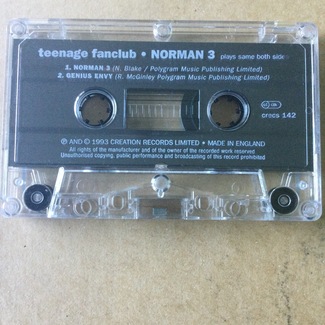 teenage fanclub • NORMAN 3 plays same both side
1. NORMAN 3 (N. Blake / Polygram Music Publishing Limited)
2. GENIUS ENVY (R. McGinley Polygram Music Publishing Limited)
crecs 142
Ⓟ AND © 1993 CREATION RECORDS LIMITED • MADE IN ENGLAND
All rights of the manufacturer and of the owner of the recorded work reserved
Unauthorised copying, public performance and broadcasting of this record prohibited